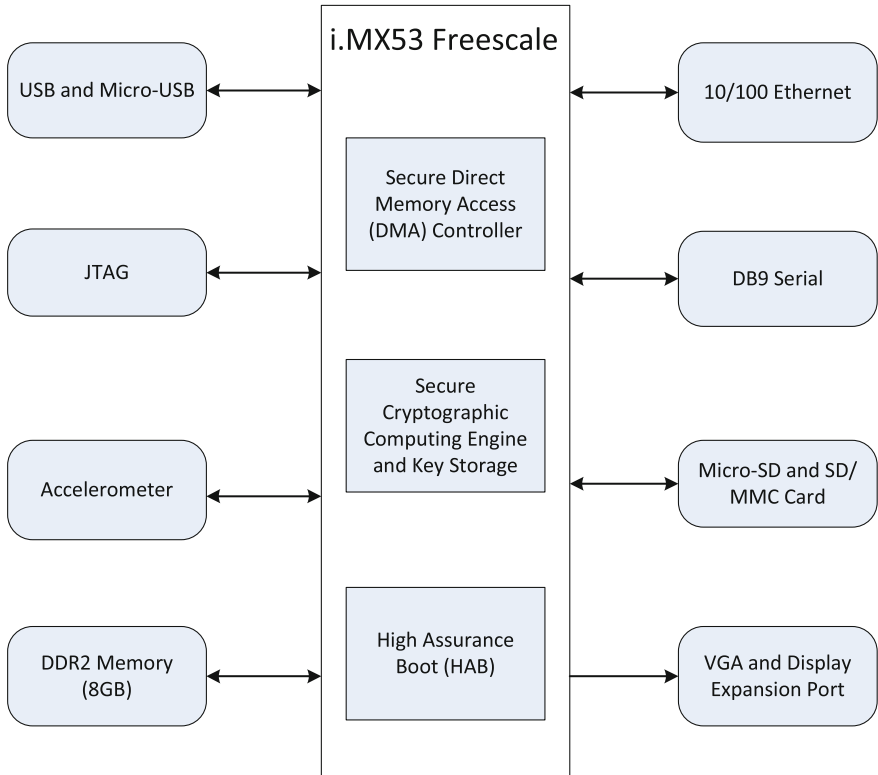 i.MX53 Freescale
USB and Micro-USB
10/100 Ethernet
Secure Direct
Memory Access
(DMA) Controller
JTAG
DB9 Serial
Secure
Cryptographic
Computing Engine
and Key Storage
Accelerometer
Micro-SD and SD/
MMC Card
High Assurance
Boot (HAB)
DDR2 Memory
(8GB)
VGA and Display
Expansion Port